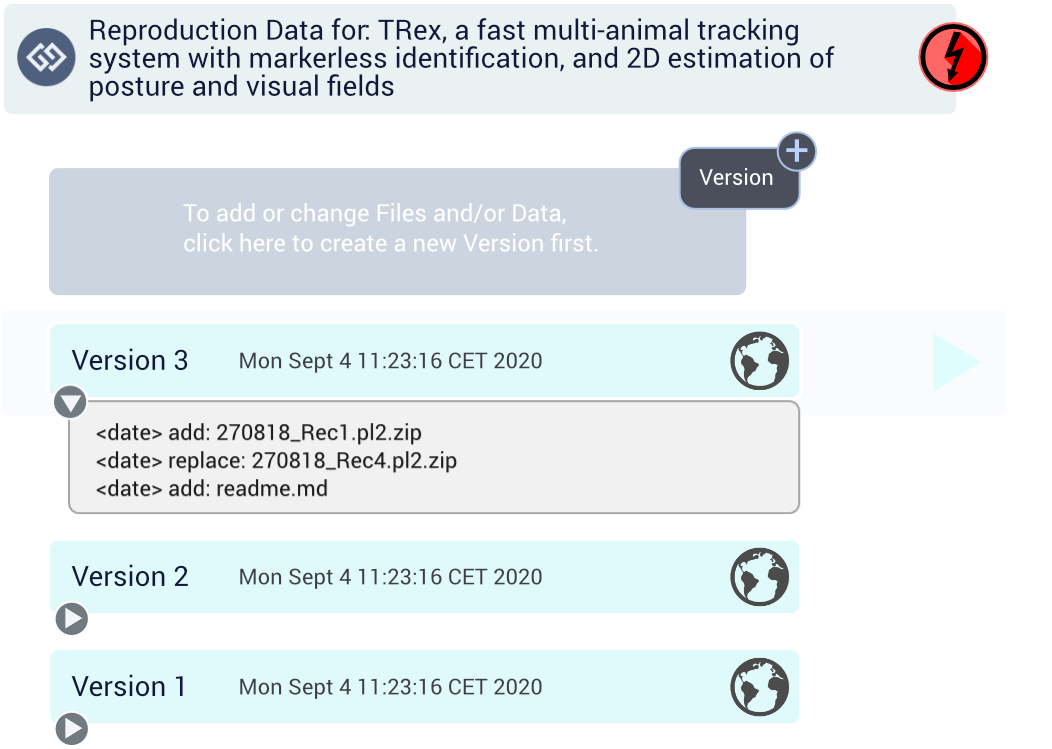 Reproduction Data for: TRex, a fast multi-animal tracking
system with markerless identification, and 2D estimation of
posture and visual fields
Version
To add or change Files and/or Data,
click here to create a new Version first.
Version 3 Mon Sept 4 11:23:16 CET 2020
<date> add: 270818_Rec1.pl2.zip
<date> replace: 270818_Rec4.pl2.zip
<date> add: readme.md
Version 2 Mon Sept 4 11:23:16 CET 2020
Version 1 Mon Sept 4 11:23:16 CET 2020